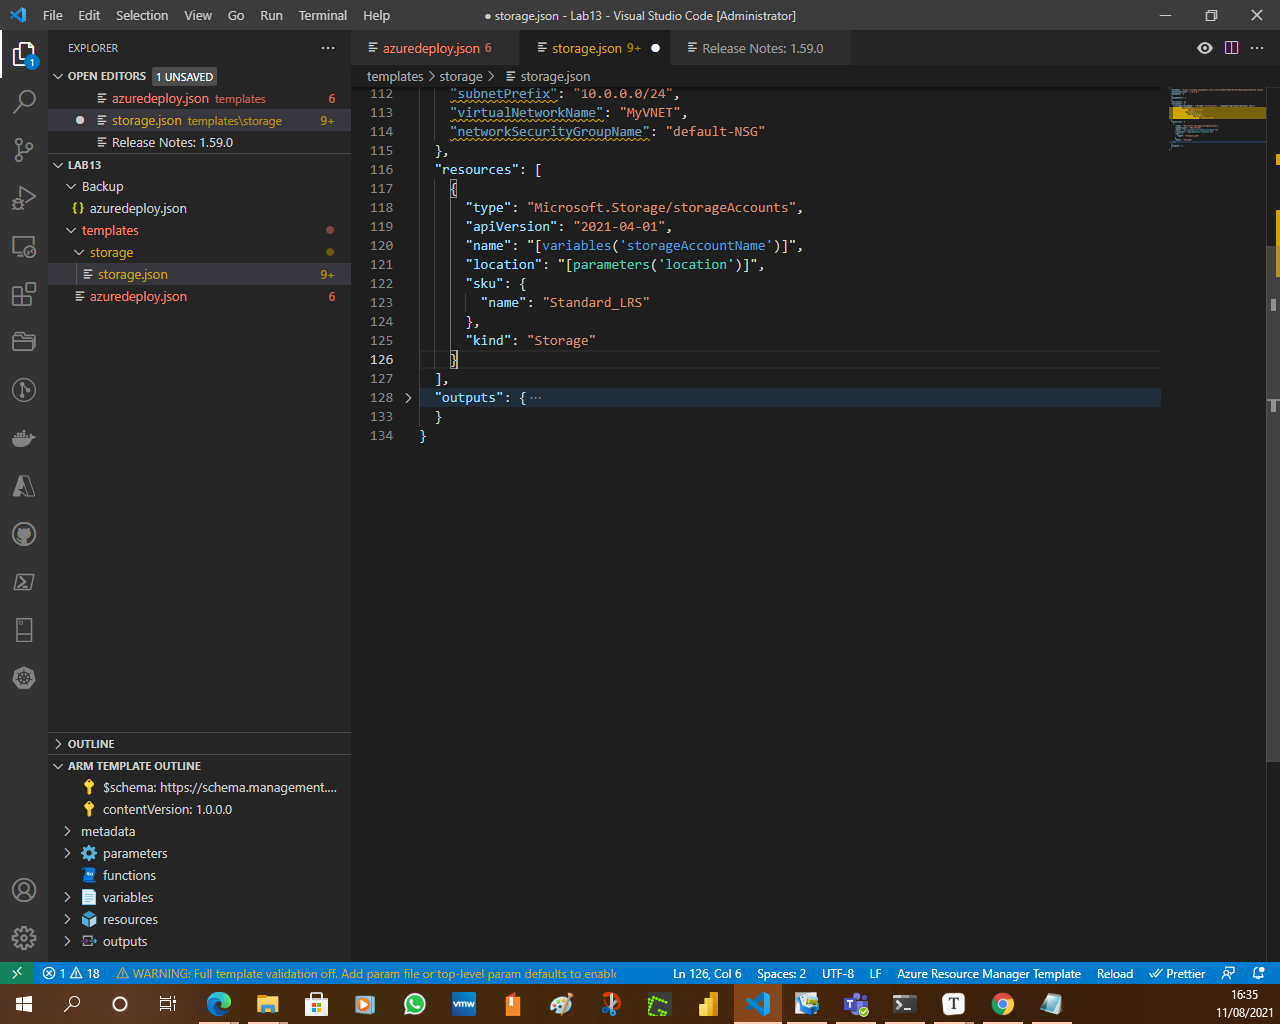 File Edit Selection View Go Run Terminal Help
● storage.json - Lab13 - Visual Studio Code [Administrator]
EXPLORER
azuredeploy.json 6
storage.json 9+
Release Notes: 1.59.0
OPEN EDITORS 1 UNSAVED
azuredeploy.json templates 6
storage.json templates\storage 9+
Release Notes: 1.59.0
LAB13
Backup
azuredeploy.json
templates
storage
storage.json 9+
azuredeploy.json 6
templates > storage > storage.json
112 "subnetPrefix": "10.0.0.0/24",
113 "virtualNetworkName": "MyVNET",
114 "networkSecurityGroupName": "default-NSG"
115 },
116 "resources": [
117 {
118 "type": "Microsoft.Storage/storageAccounts",
119 "apiVersion": "2021-04-01",
120 "name": "[variables('storageAccountName')]",
121 "location": "[parameters('location')]",
122 "sku": {
123 "name": "Standard_LRS"
124 },
125 "kind": "Storage"
126 }
127 ],
128 > "outputs": { ···
133 }
134 }
OUTLINE
ARM TEMPLATE OUTLINE
$schema: https://schema.management....
contentVersion: 1.0.0.0
metadata
parameters
functions
variables
resources
outputs
1
1 18
WARNING: Full template validation off. Add param file or top-level param defaults to enable
Ln 126, Col 6
Spaces: 2
UTF-8
LF
Azure Resource Manager Template
Reload
Prettier
vmw
T
16:35
11/08/2021